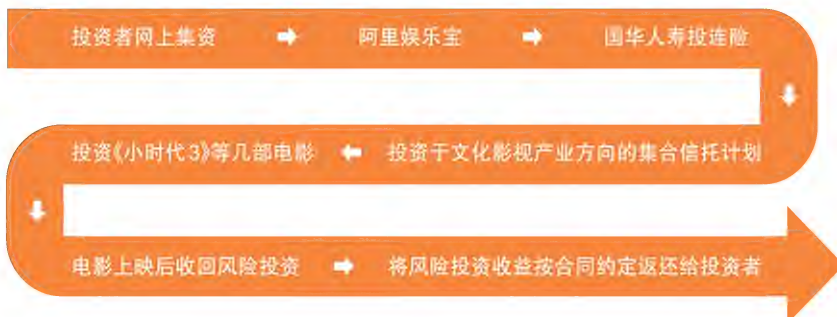 投资者网上集资 ➡ 阿里娱乐宝 ➡ 国华人寿投连险
投资于文化影视产业方向的集合信托计划
投资《小时代3》等几部电影
电影上映后收回风险投资 ➡ 将风险投资收益按合同约定返还给投资者